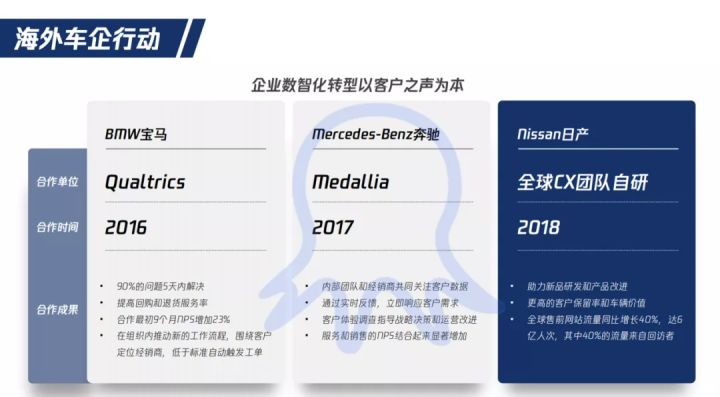 海外车企行动
企业数智化转型以客户之声为本
BMW宝马
Mercedes-Benz奔驰
Nissan日产
合作单位
Qualtrics
Medallia
全球CX团队自研
合作时间
2016
2017
2018
合作成果
• 90%的问题5天内解决
• 提高回购和退货服务率
• 合作最初9个月NPS增加23%
• 在组织内推动新的工作流程，围绕客户
定位经销商，低于标准自动触发工单
• 内部团队和经销商共同关注客户数据
• 通过实时反馈，立即响应客户需求
• 客户体验调查指导战略决策和运营改进
• 服务和销售的NPS结合起来显著增加
• 助力新品研发和产品改进
• 更高的客户保留率和车辆价值
• 全球售前网站流量同比增长40%，达6
亿人次，其中40%的流量来自回访者